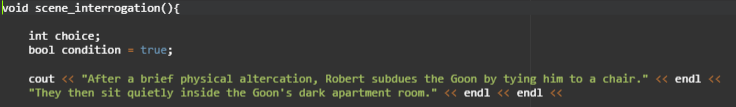 void scene_interrogation(){
int choice;
bool condition = true;
cout << "After a brief physical altercation, Robert subdues the Goon by tying him to a chair." << endl <<
"They then sit quietly inside the Goon's dark apartment room." << endl << endl <<